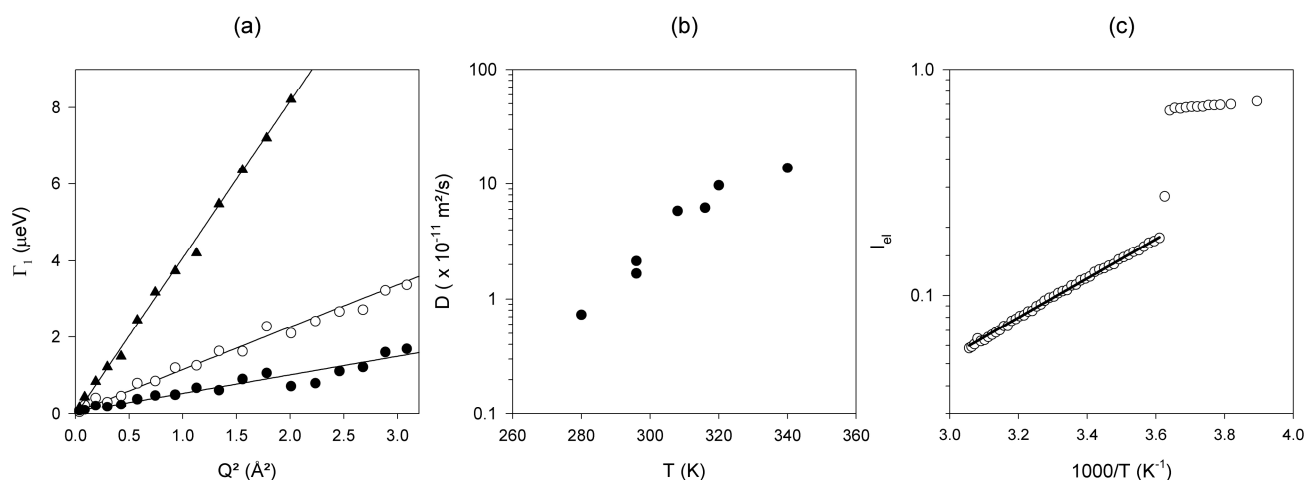 (a)
8
6
4
2
0
0.0 0.5 1.0 1.5 2.0 2.5 3.0
Γ₁ (μeV)
Q² (Å²)
(b)
100
10
1
0.1
260 280 300 320 340 360
D ( x 10⁻¹¹ m²/s)
T (K)
(c)
1.0
0.1
3.0 3.2 3.4 3.6 3.8 4.0
Iel
1000/T (K⁻¹)